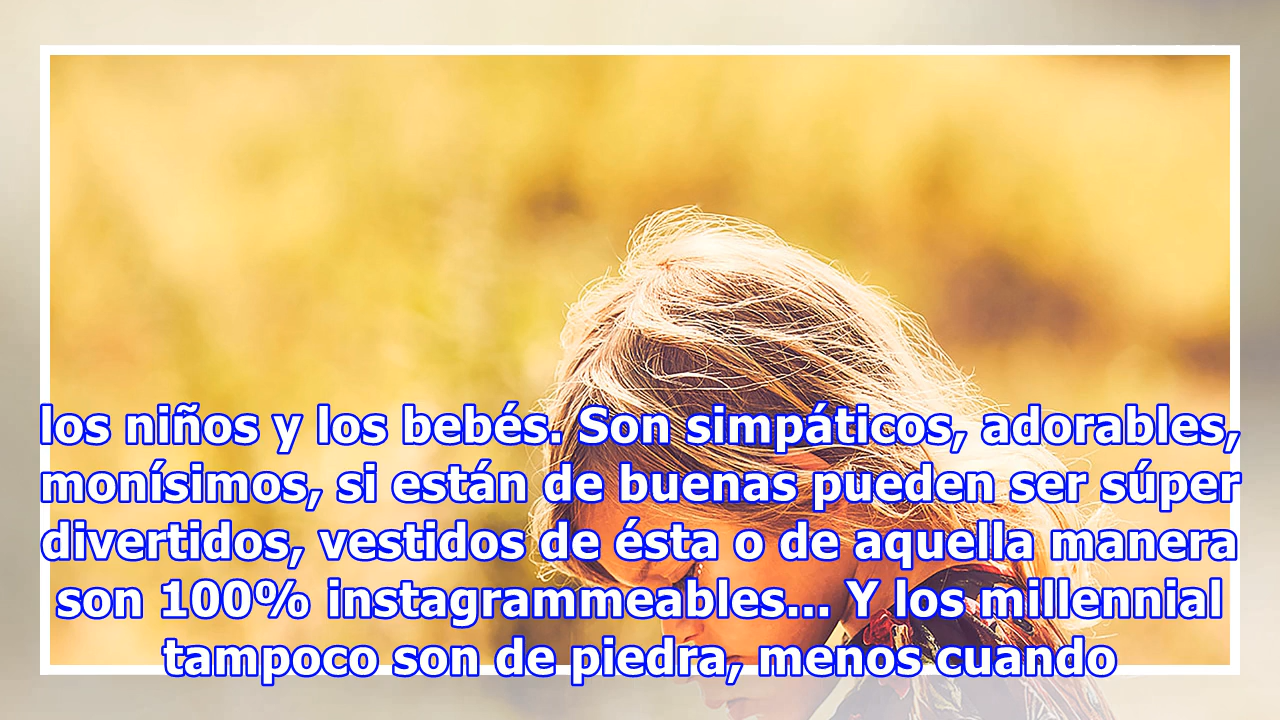 los niños y los bebés. Son simpáticos, adorables,
monísimos, si están de buenas pueden ser súper
divertidos, vestidos de ésta o de aquella manera
son 100% instagrammeables... Y los millennial
tampoco son de piedra, menos cuando